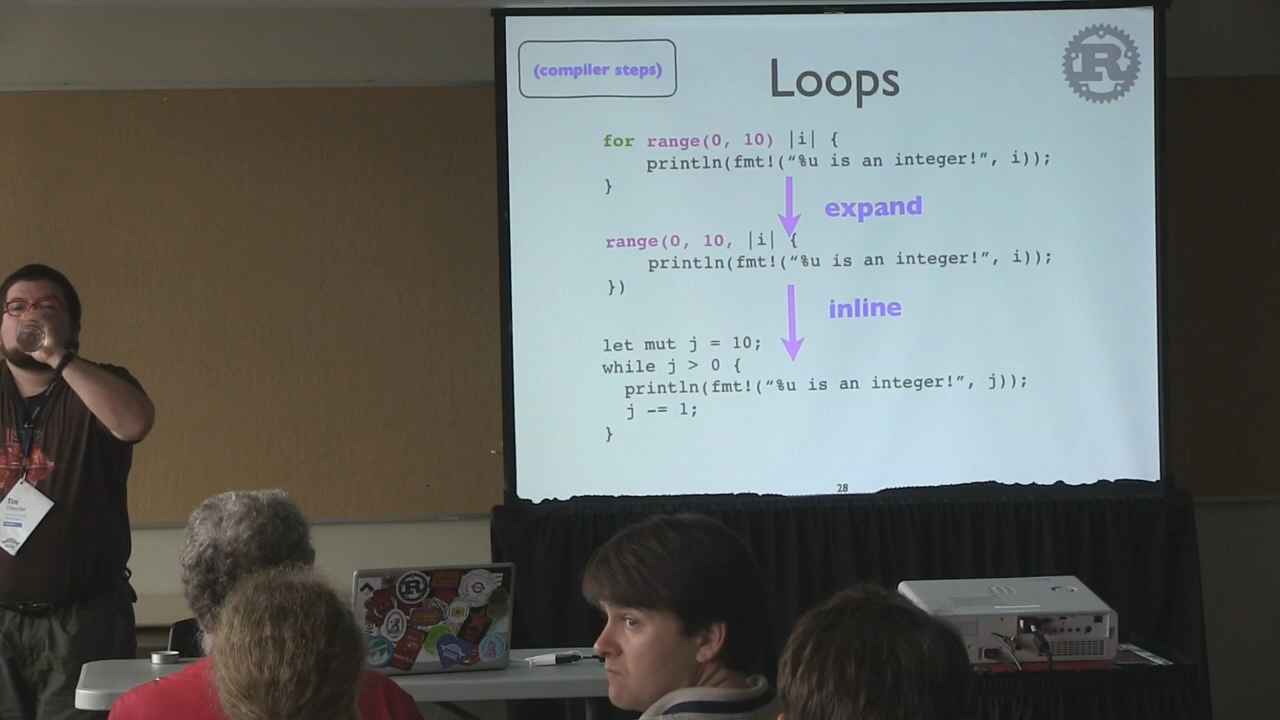 (compiler steps)
Loops
R
for range(0, 10) |i| {
println(fmt!(“%u is an integer!”, i));
}
expand
range(0, 10, |i| {
println(fmt!(“%u is an integer!”, i));
})
inline
let mut j = 10;
while j > 0 {
println(fmt!(“%u is an integer!”, j));
j -= 1;
}
28
Tim
R